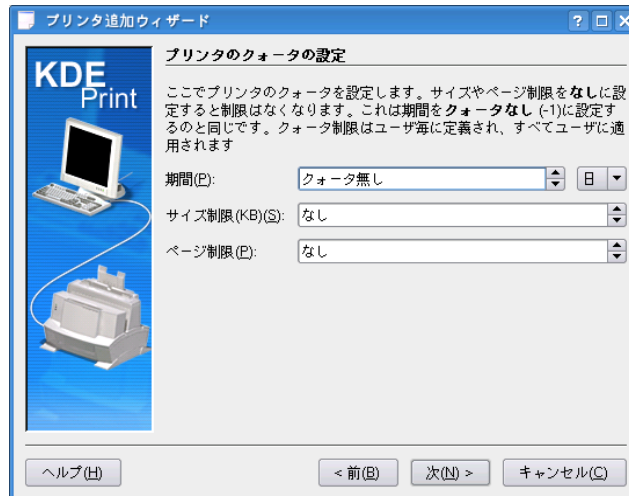 プリンタ追加ウィザード
KDE
Print
プリンタのクォータの設定
ここでプリンタのクォータを設定します。サイズやページ制限をなしに設
定すると制限はなくなります。これは期間をクォータなし (-1)に設定す
るのと同じです。クォータ制限はユーザ毎に定義され、すべてユーザに適
用されます
期間(P): クォータ無し 日
サイズ制限(KB)(S): なし
ページ制限(P): なし
ヘルプ(H) < 前(B) 次(N) > キャンセル(C)